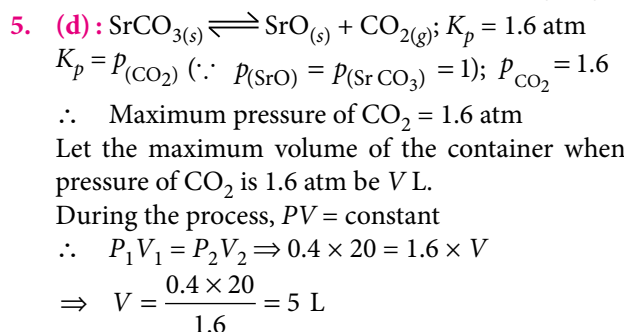 5. (d) : SrCO3(s) ⇌ SrO(s) + CO2(g); Kp = 1.6 atm
Kp = P(CO2) (∵ p(SrO) = p(Sr CO3) = 1); pCO2 = 1.6
∴ Maximum pressure of CO2 = 1.6 atm
Let the maximum volume of the container when
pressure of CO2 is 1.6 atm be V L.
During the process, PV = constant
∴ P1V1 = P2V2 ⇒ 0.4 × 20 = 1.6 × V
⇒ V = 0.4 × 20 / 1.6 = 5 L